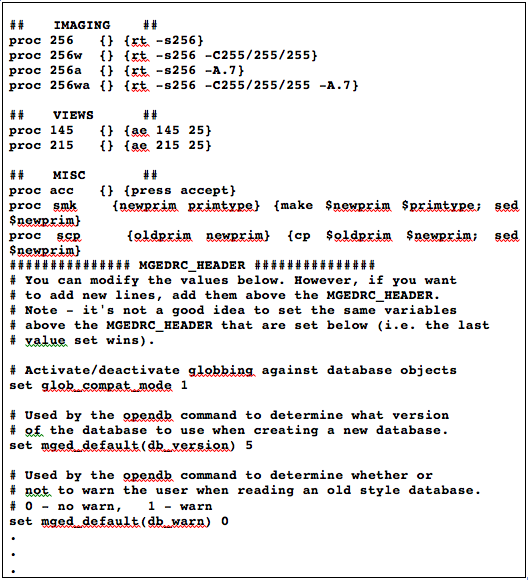 ## IMAGING ##
proc 256 {} {rt -s256}
proc 256w {} {rt -s256 -C255/255/255}
proc 256a {} {rt -s256 -A.7}
proc 256wa {} {rt -s256 -C255/255/255 -A.7}
## VIEWS ##
proc 145 {} {ae 145 25}
proc 215 {} {ae 215 25}
## MISC ##
proc acc {} {press accept}
proc smk {newprim primtype} {make $newprim $primtype; sed
$newprim}
proc scp {oldprim newprim} {cp $oldprim $newprim; sed
$newprim}
############### MGEDRC_HEADER ###############
# You can modify the values below. However, if you want
# to add new lines, add them above the MGEDRC_HEADER.
# Note - it's not a good idea to set the same variables
# above the MGEDRC_HEADER that are set below (i.e. the last
# value set wins).
# Activate/deactivate globbing against database objects
set glob_compat_mode 1
# Used by the opendb command to determine what version
# of the database to use when creating a new database.
set mged_default(db_version) 5
# Used by the opendb command to determine whether or
# not to warn the user when reading an old style database.
# 0 - no warn, 1 - warn
set mged_default(db_warn) 0
.
.
.